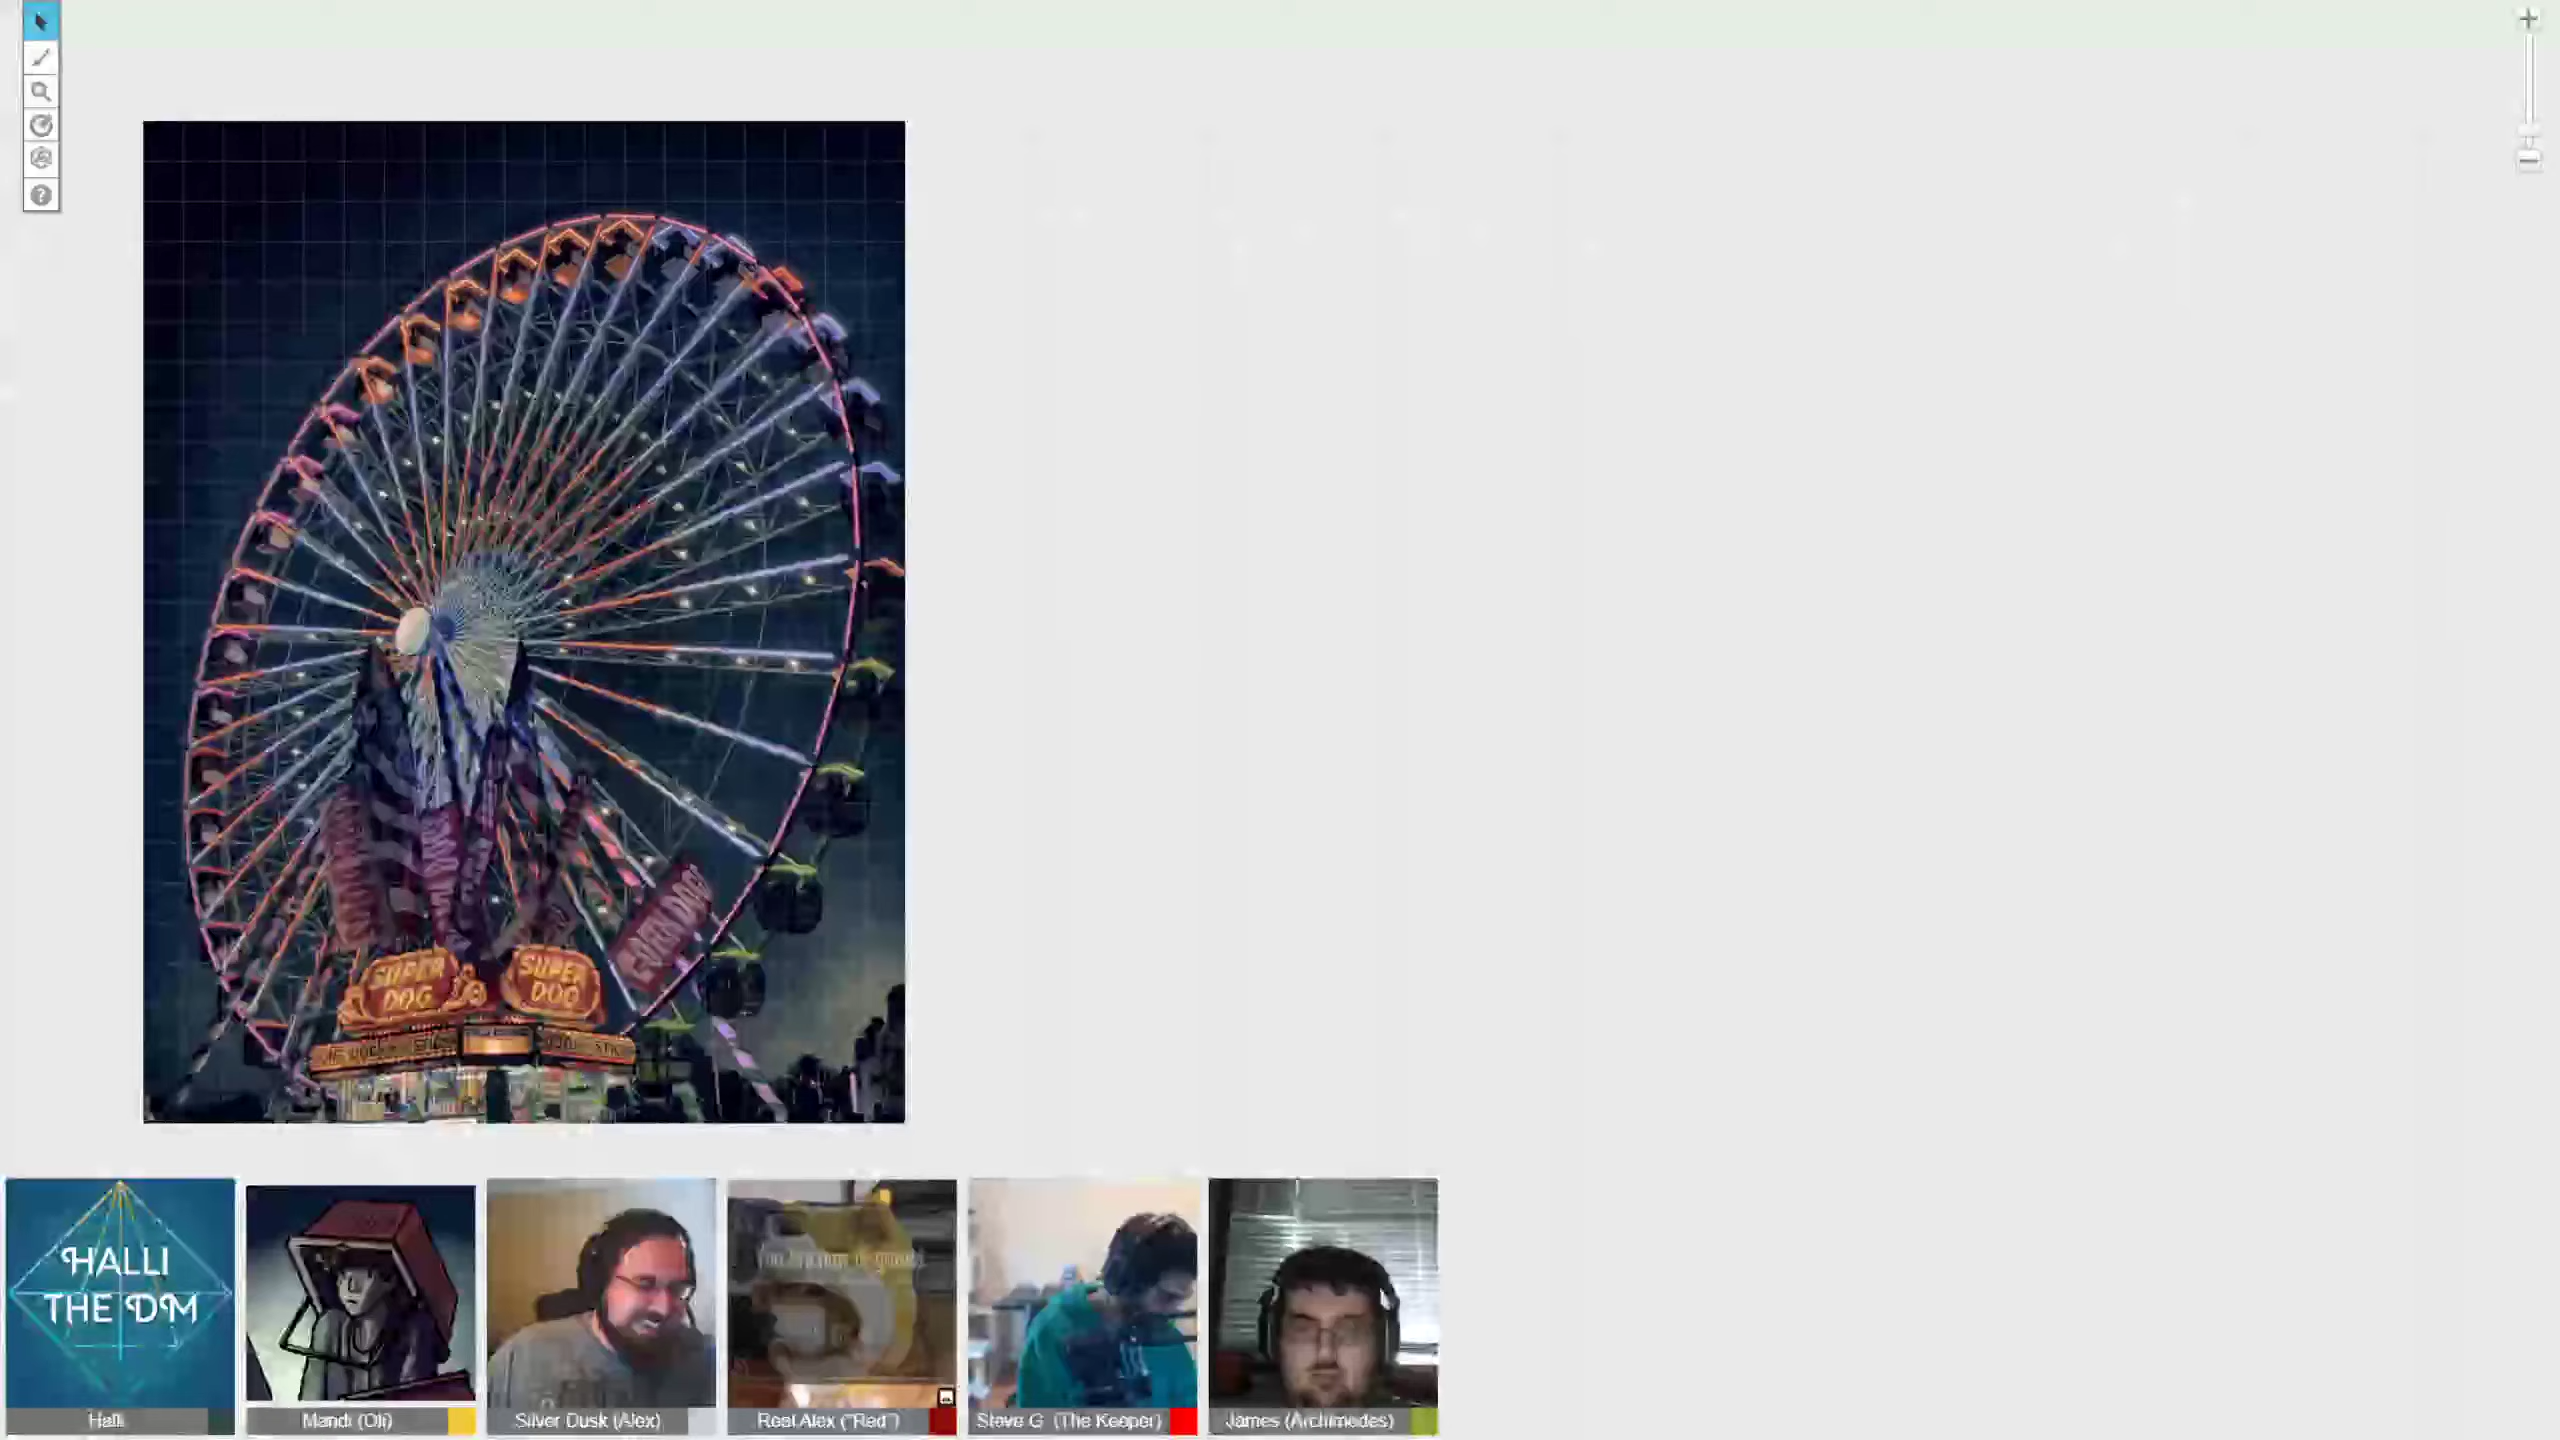 SUPER
DOG
SUPER
DOG
HALLI
THE DM
Halli
Mandi (Oli)
Silver Dusk (Alex)
Real Alex ("Red")
Steve G (The Keeper)
James (Archimedes)